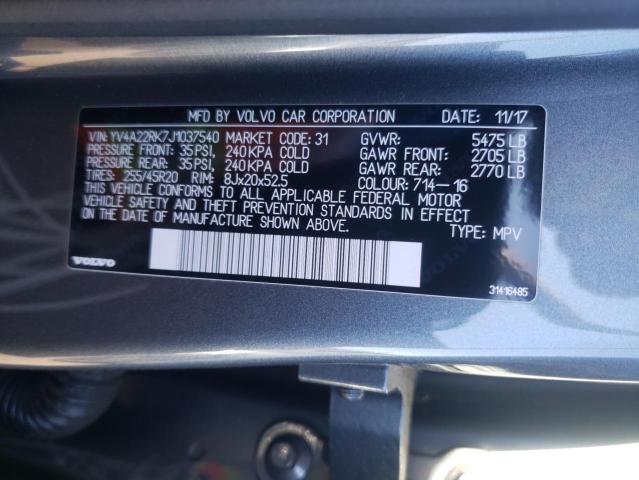 MFD BY VOLVO CAR CORPORATION DATE: 11/17
VIN: YV4A22RK7J1037540 MARKET CODE: 31 GVWR: 5475 LB
PRESSURE FRONT: 35 PSI, 240 KPA COLD GAWR FRONT: 2705 LB
PRESSURE REAR: 35 PSI, 240 KPA COLD GAWR REAR: 2770 LB
TIRES: 255/45R20 RIM: 8Jx20x52.5 COLOUR: 714-16
THIS VEHICLE CONFORMS TO ALL APPLICABLE FEDERAL MOTOR
VEHICLE SAFETY AND THEFT PREVENTION STANDARDS IN EFFECT
ON THE DATE OF MANUFACTURE SHOWN ABOVE. TYPE: MPV
VOLVO 31416485